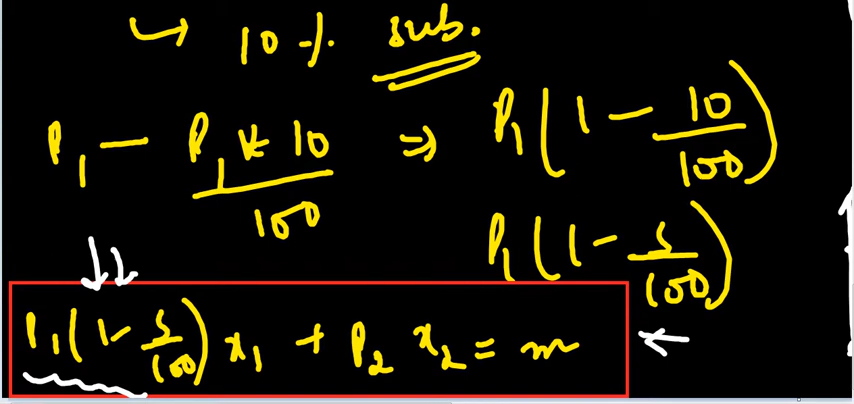 ↳ 10 % sub.
P₁ - P₁ * 10 / 100 ⇒ P₁ (1 - 10/100)
P₁ (1 - s/100)
P₁ (1 - s/100) x₁ + P₂ x₂ = m